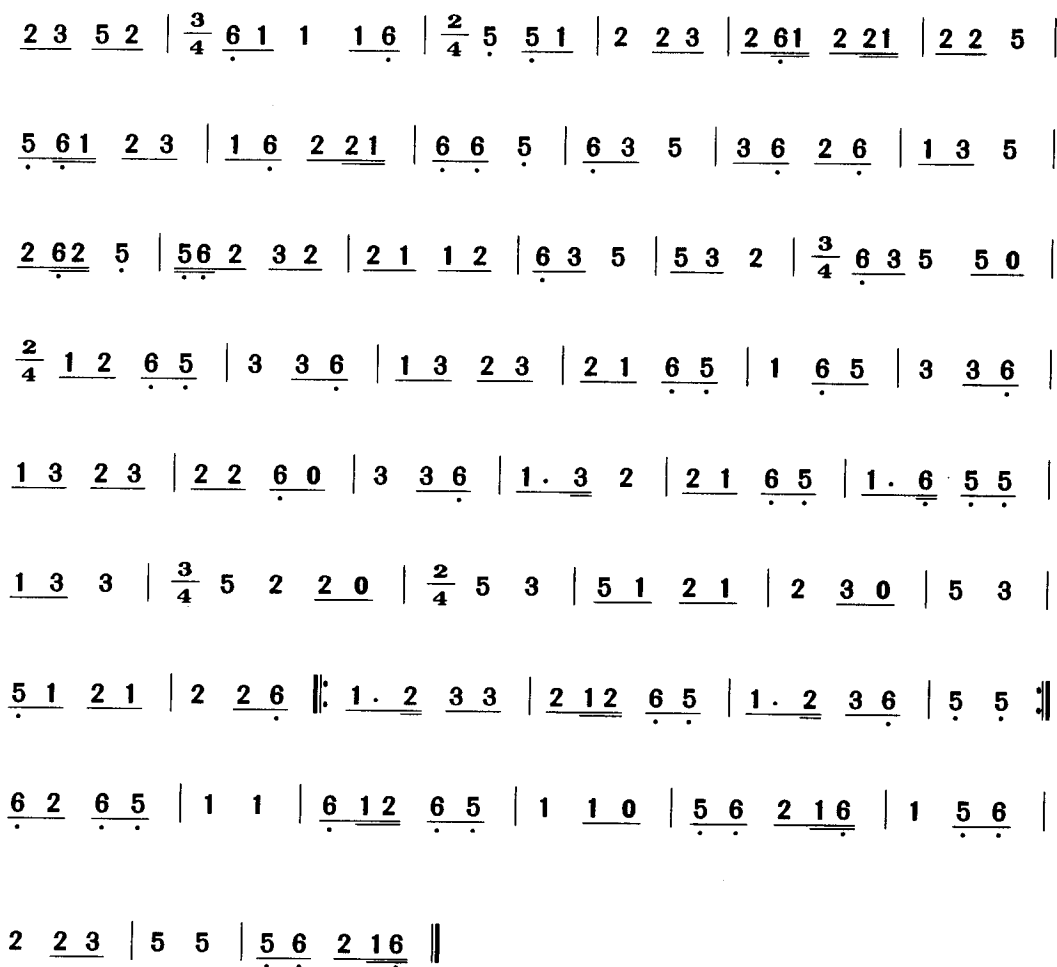 2 3 5 2 | 3/4 6̣ 1 1 1 6̣ | 2/4 5̣ 5̣ 1 | 2 2 3 | 2 6̣1 2 21 | 2 2 5 |
5̣ 6̣1 2 3 | 1 6̣ 2 21 | 6̣ 6̣ 5̣ | 6̣ 3 5 | 3 6̣ 2 6̣ | 1 3 5 |
2 6̣2 5̣ | 5̣6̣ 2 3 2 | 2 1 1 2 | 6̣ 3 5 | 5 3 2 | 3/4 6̣ 3 5 5 0 |
2/4 1 2 6̣ 5̣ | 3 3 6̣ | 1 3 2 3 | 2 1 6̣ 5̣ | 1 6̣ 5 | 3 3 6̣ |
1 3 2 3 | 2 2 6̣ 0 | 3 3 6̣ | 1 . 3 2 | 2 1 6̣ 5̣ | 1 . 6̣ 5̣ 5̣ |
1 3 3 | 3/4 5 2 2 0 | 2/4 5 3 | 5 1 2 1 | 2 3 0 | 5 3 |
5̣ 1 2 1 | 2 2 6̣ ‖: 1 . 2 3 3 | 2 12 6̣ 5̣ | 1 . 2 3 6̣ | 5̣ 5̣ :‖
6̣ 2 6̣ 5̣ | 1 1 | 6̣ 12 6̣ 5̣ | 1 1 0 | 5̣ 6̣ 2 16̣ | 1 5̣ 6̣ |
2 2 3 | 5 5 | 5̣ 6̣ 2 16̣ ‖